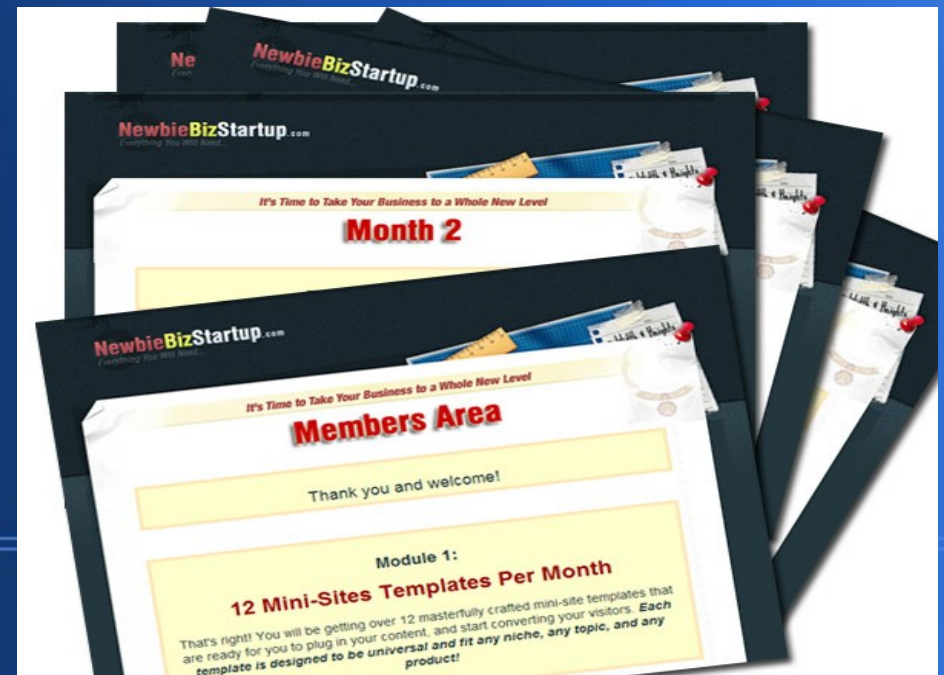 Ne
NewbieBizStartup.com
NewbieBizStartup.com
Everything You Will Need...
Width & Heights
It's Time to Take Your Business to a Whole New Level
Month 2
NewbieBizStartup.com
Everything You Will Need...
Width & Heights
It's Time to Take Your Business to a Whole New Level
Members Area
Thank you and welcome!
Module 1:
12 Mini-Sites Templates Per Month
That's right! You will be getting over 12 masterfully crafted mini-site templates that
are ready for you to plug in your content, and start converting your visitors. Each
template is designed to be universal and fit any niche, any topic, and any
product!